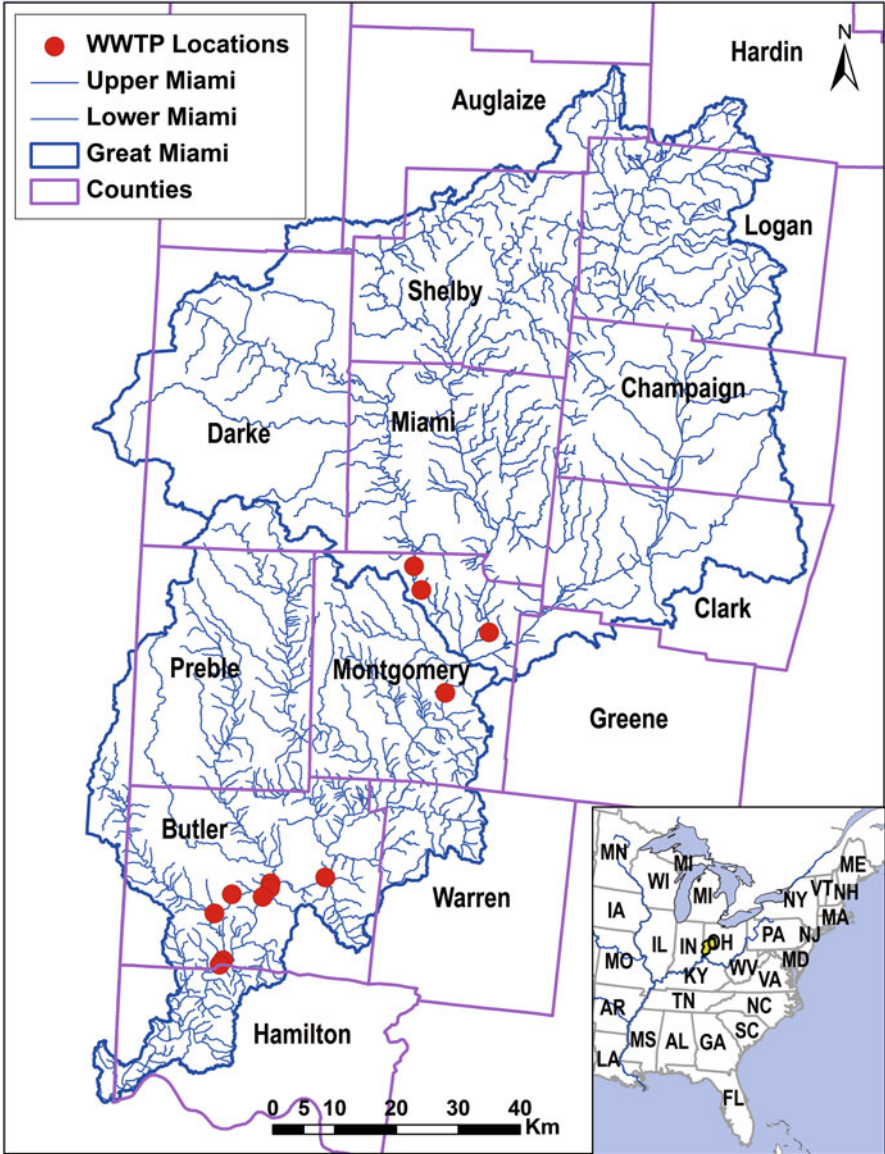 WWTP Locations
Upper Miami
Lower Miami
Great Miami
Counties
N
Hardin
Auglaize
Logan
Shelby
Champaign
Miami
Darke
Clark
Preble
Montgomery
Greene
Butler
Warren
Hamilton
0 5 10 20 30 40
Km
MN
MI
ME
WI
VT
NH
MI
NY
IA
MA
PA
NJ
IL
IN
OH
MD
MO
WV
KY
VA
TN
NC
AR
SC
MS
AL
GA
LA
FL